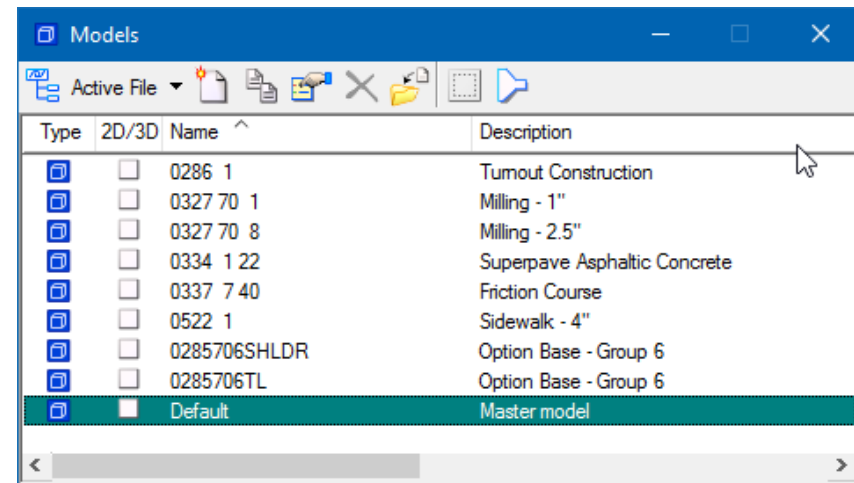 Models
Active File
Type 2D/3D Name Description
0286 1 Turnout Construction
0327 70 1 Milling - 1"
0327 70 8 Milling - 2.5"
0334 1 22 Superpave Asphaltic Concrete
0337 7 40 Friction Course
0522 1 Sidewalk - 4"
0285706SHLDR Option Base - Group 6
0285706TL Option Base - Group 6
Default Master model